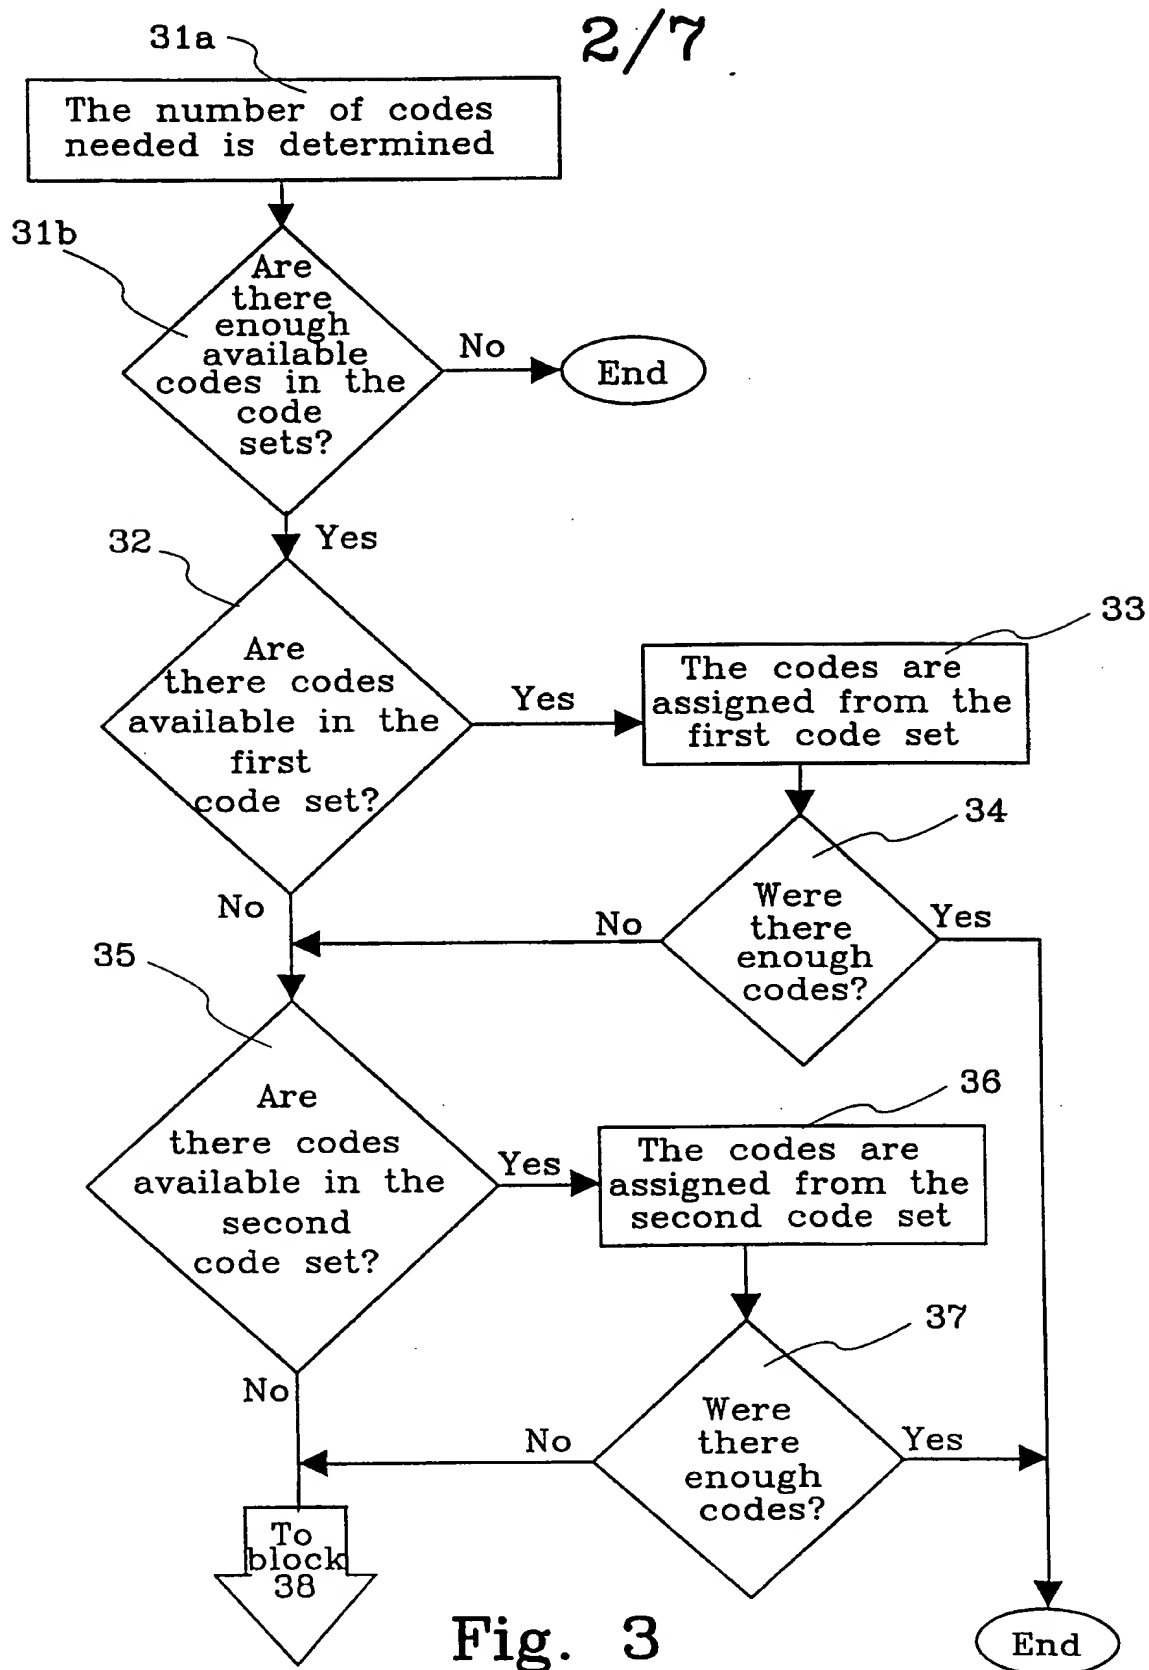 2/7
31a
The number of codes
needed is determined
31b
Are
there
enough
available
codes in the
code
sets?
No
End
Yes
32
Are
there codes
available in the
first
code set?
Yes
33
The codes are
assigned from the
first code set
34
Were
there
enough
codes?
No
Yes
No
35
Are
there codes
available in the
second
code set?
Yes
36
The codes are
assigned from the
second code set
37
Were
there
enough
codes?
No
Yes
No
To
block
38
End
Fig. 3